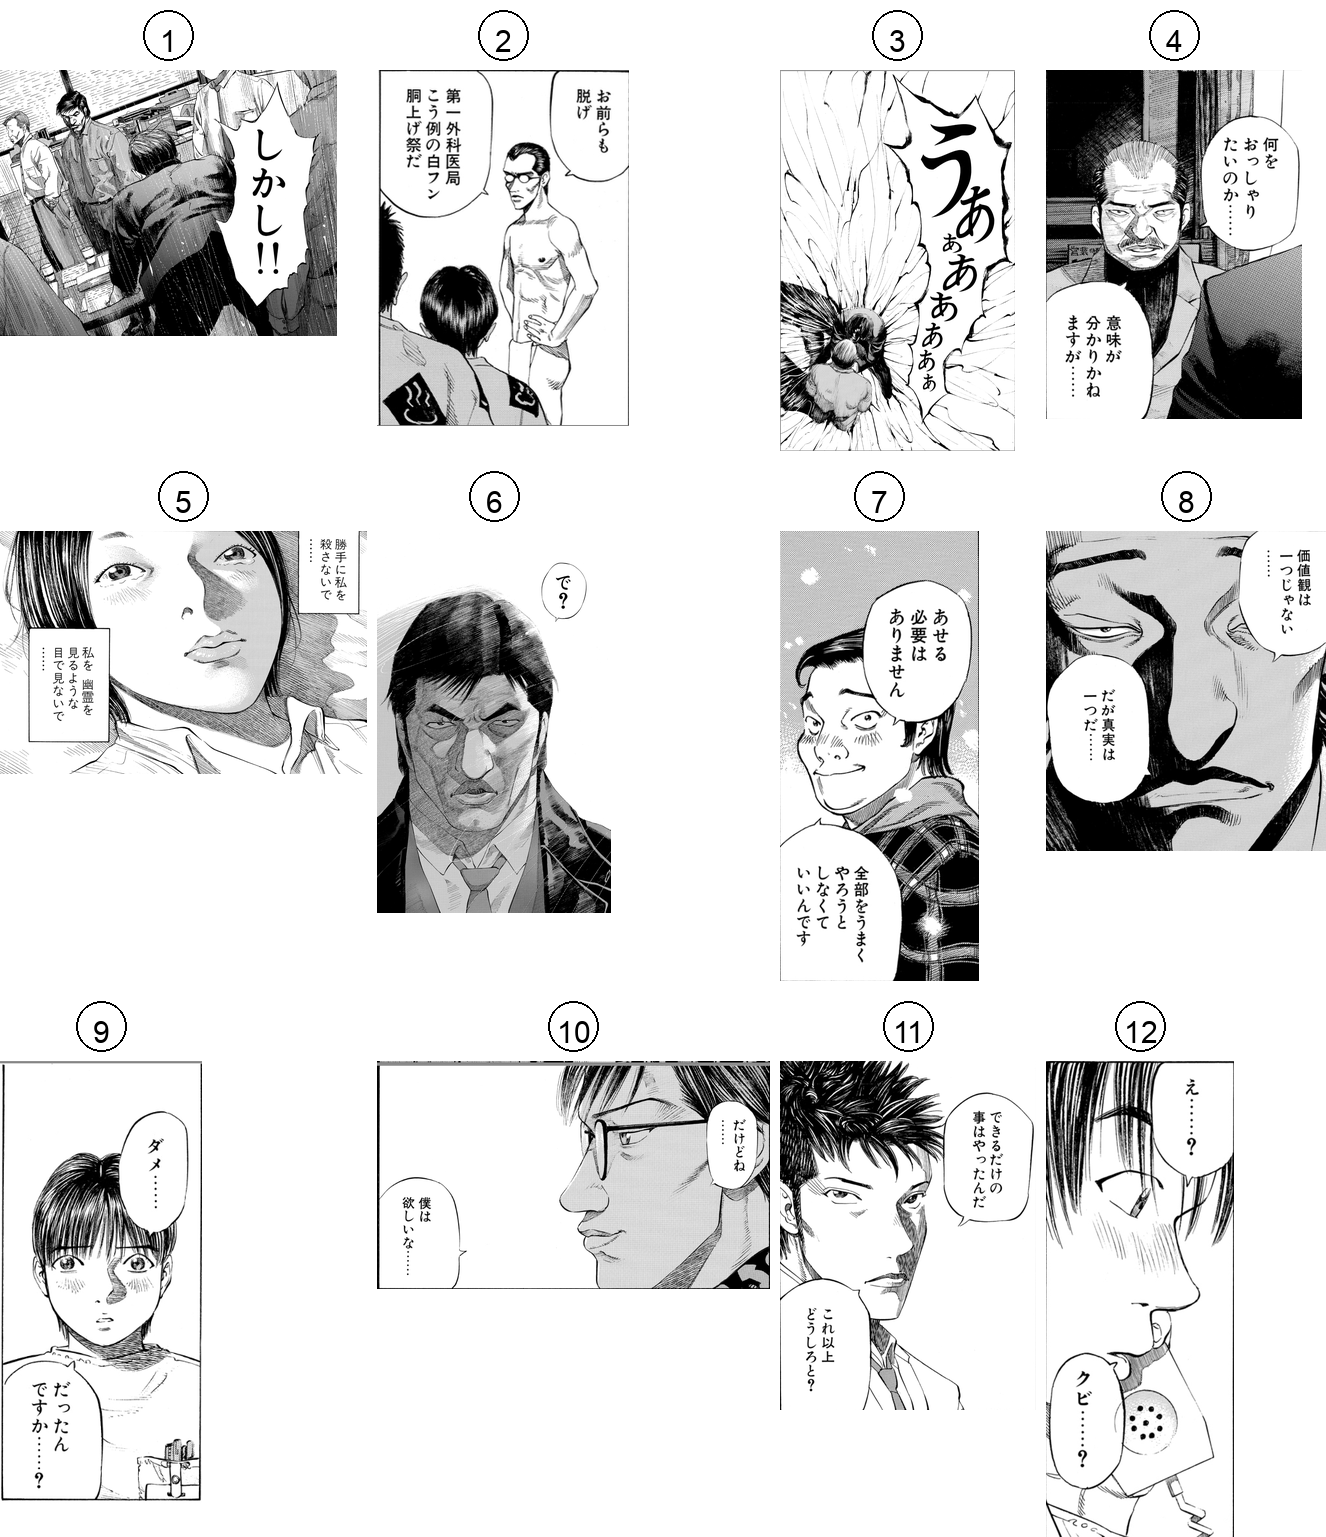 1
しかし!!
2
お前らも
脱げ
第一外科医局
こう例の白フン
胴上げ祭だ
3
うあぁあぁあぁあぁ
4
何を
おっしゃり
たいのか……
意味が
分かりかね
ますが……
5
勝手に私を
殺さないで
……
私を 幽霊を
見るような
目で見ないで
……
6
で?
7
あせる
必要は
ありません
全部をうまく
やろうと
しなくて
いいんです
8
価値観は
一つじゃない
……
だが真実は
一つだ……
9
ダメ……
だったん
ですか……?
10
だけどね
……
僕は
欲しいな……
11
できるだけの
事はやったんだ
これ以上
どうしろと?
12
え……?
クビ……?